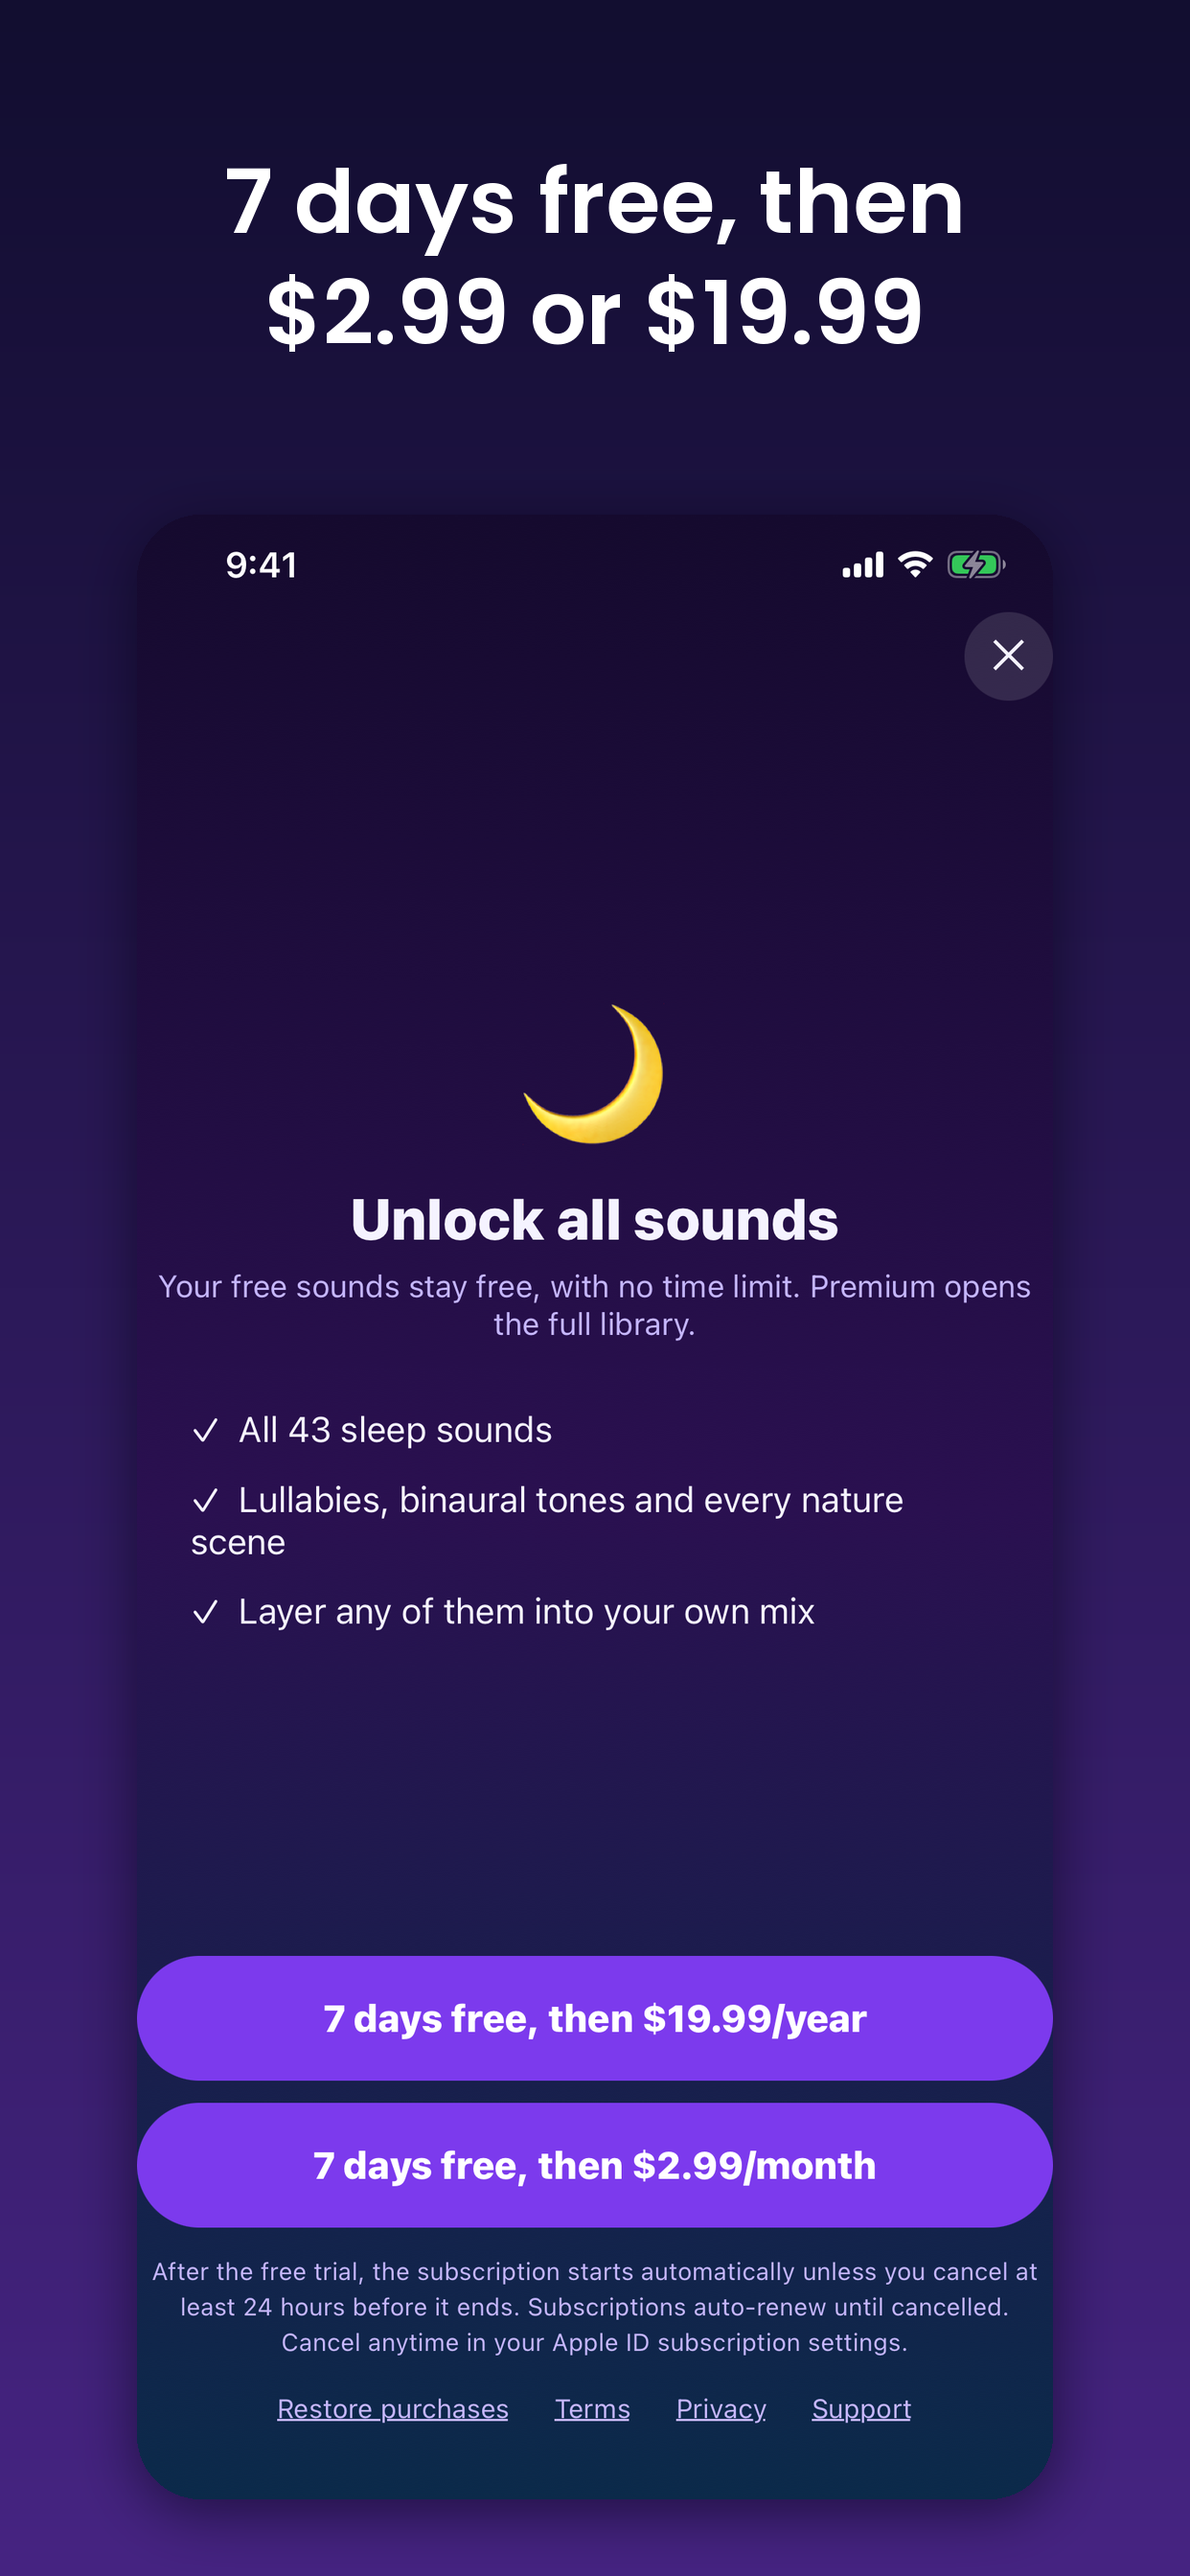 7 days free, then
$2.99 or $19.99
9:41
Unlock all sounds
Your free sounds stay free, with no time limit. Premium opens
the full library.
✓ All 43 sleep sounds
✓ Lullabies, binaural tones and every nature
scene
✓ Layer any of them into your own mix
7 days free, then $19.99/year
7 days free, then $2.99/month
After the free trial, the subscription starts automatically unless you cancel at
least 24 hours before it ends. Subscriptions auto-renew until cancelled.
Cancel anytime in your Apple ID subscription settings.
Restore purchases Terms Privacy Support